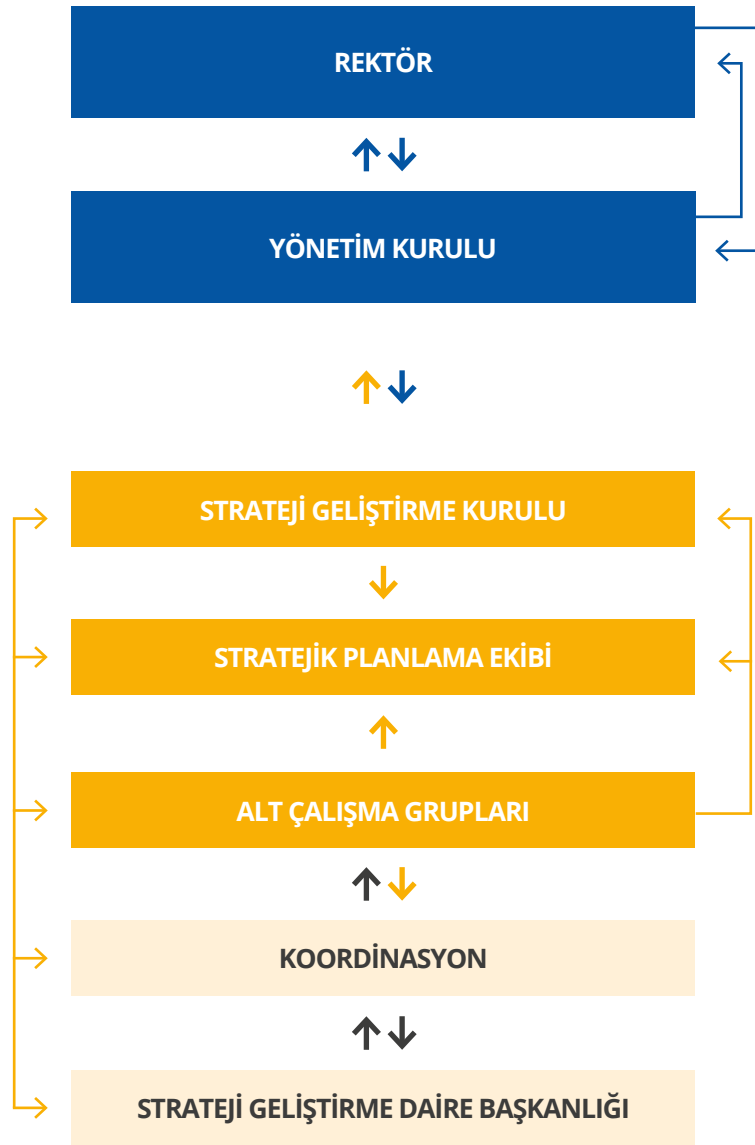 REKTÖR
YÖNETİM KURULU
STRATEJİ GELİŞTİRME KURULU
STRATEJİK PLANLAMA EKİBİ
ALT ÇALIŞMA GRUPLARI
KOORDİNASYON
STRATEJİ GELİŞTİRME DAİRE BAŞKANLIĞI